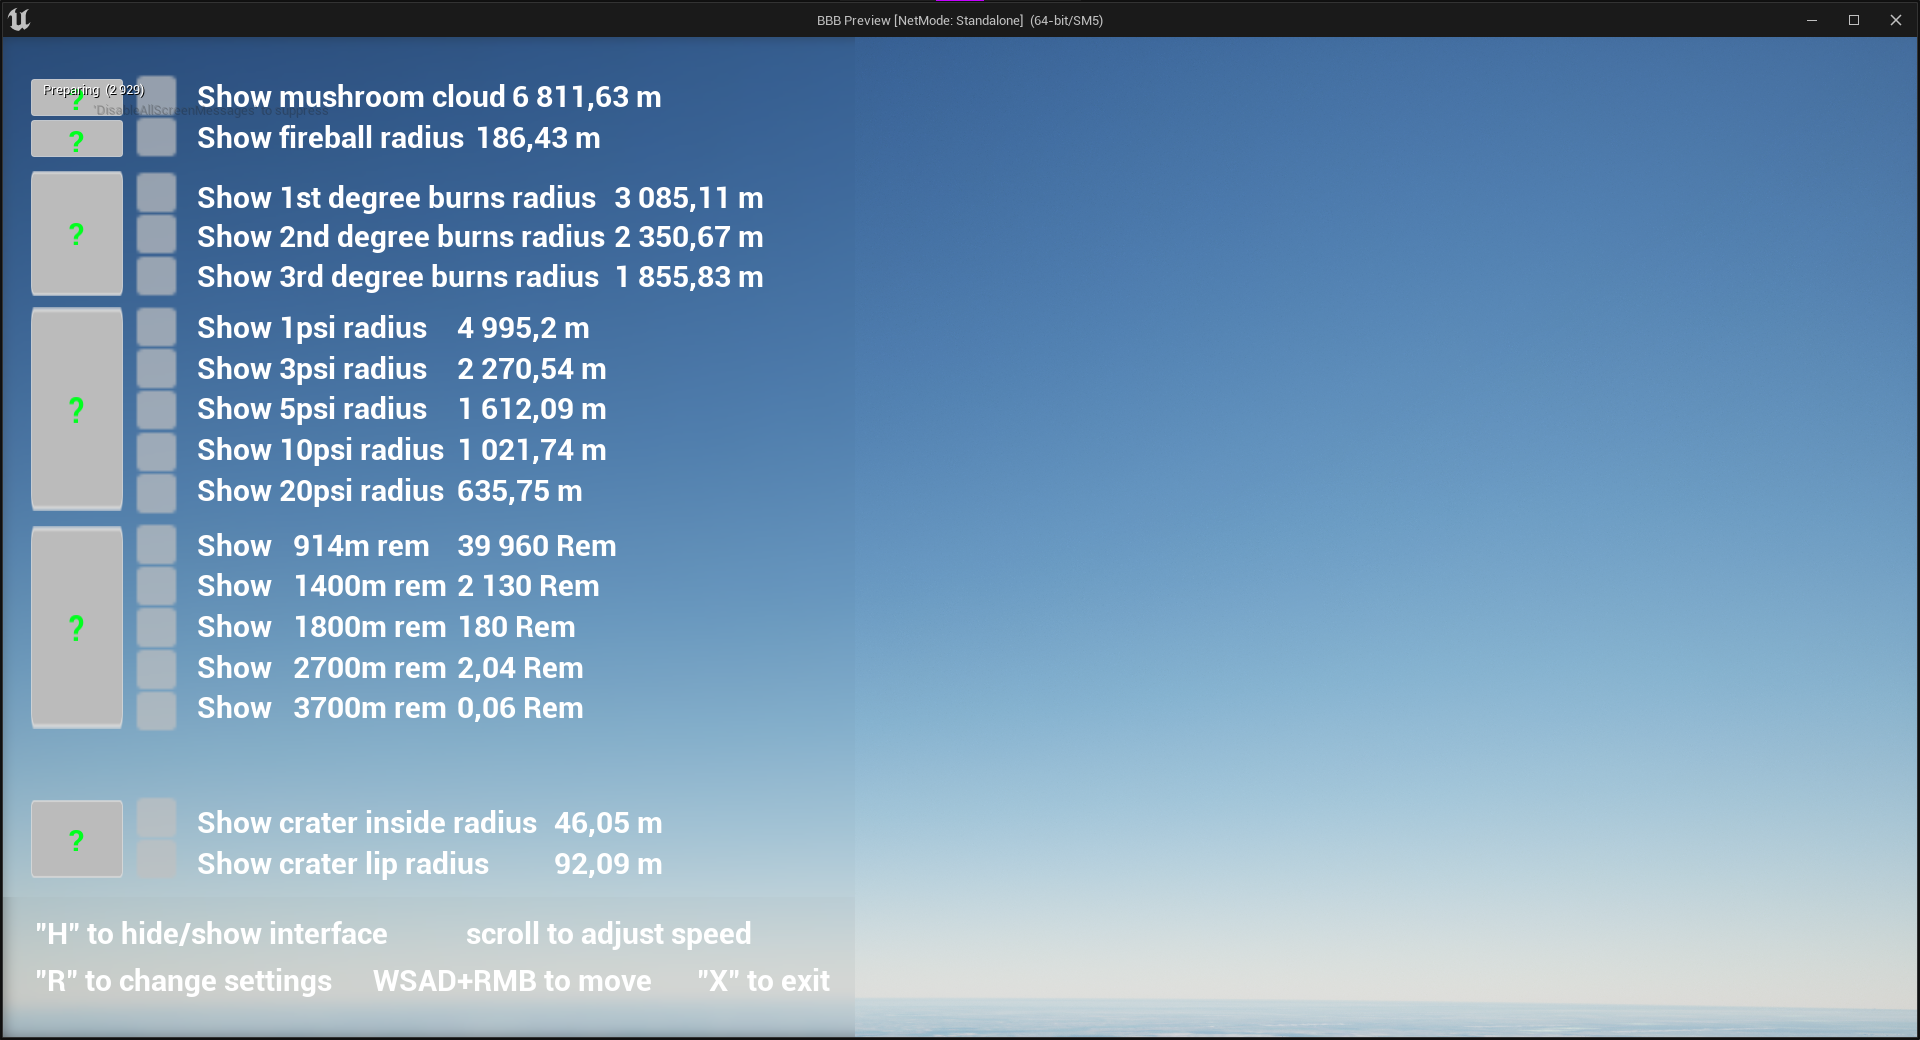 BBB Preview [NetMode: Standalone] (64-bit/SM5)
Preparing (2 929)
?
'DisableAllScreenMessages' to suppress
Show mushroom cloud 6 811,63 m
?
Show fireball radius 186,43 m
?
Show 1st degree burns radius 3 085,11 m
Show 2nd degree burns radius 2 350,67 m
Show 3rd degree burns radius 1 855,83 m
?
Show 1psi radius 4 995,2 m
Show 3psi radius 2 270,54 m
Show 5psi radius 1 612,09 m
Show 10psi radius 1 021,74 m
Show 20psi radius 635,75 m
?
Show 914m rem 39 960 Rem
Show 1400m rem 2 130 Rem
Show 1800m rem 180 Rem
Show 2700m rem 2,04 Rem
Show 3700m rem 0,06 Rem
?
Show crater inside radius 46,05 m
Show crater lip radius 92,09 m
"H" to hide/show interface scroll to adjust speed
"R" to change settings WSAD+RMB to move "X" to exit